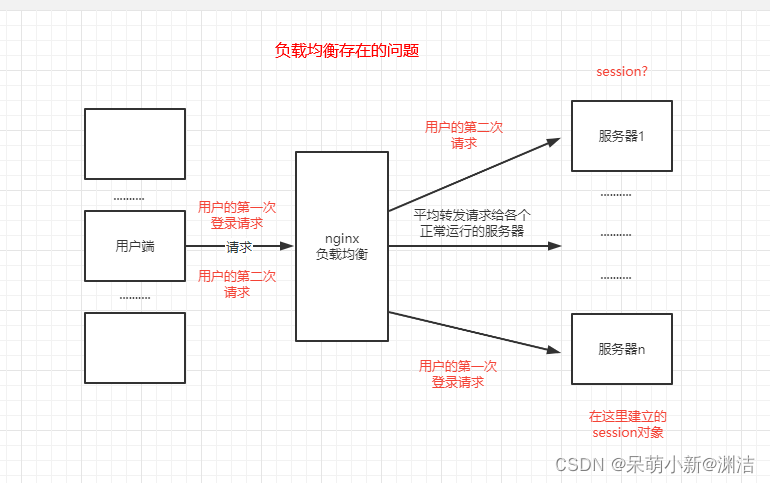 负载均衡存在的问题
session？
用户的第二次
请求
服务器1
..........
用户的第一次
登录请求
平均转发请求给各个
正常运行的服务器
nginx
负载均衡
用户端
请求
..........
..........
用户的第二次
请求
..........
..........
服务器n
用户的第一次
登录请求
在这里建立的
session对象
CSDN @呆萌小新@渊洁